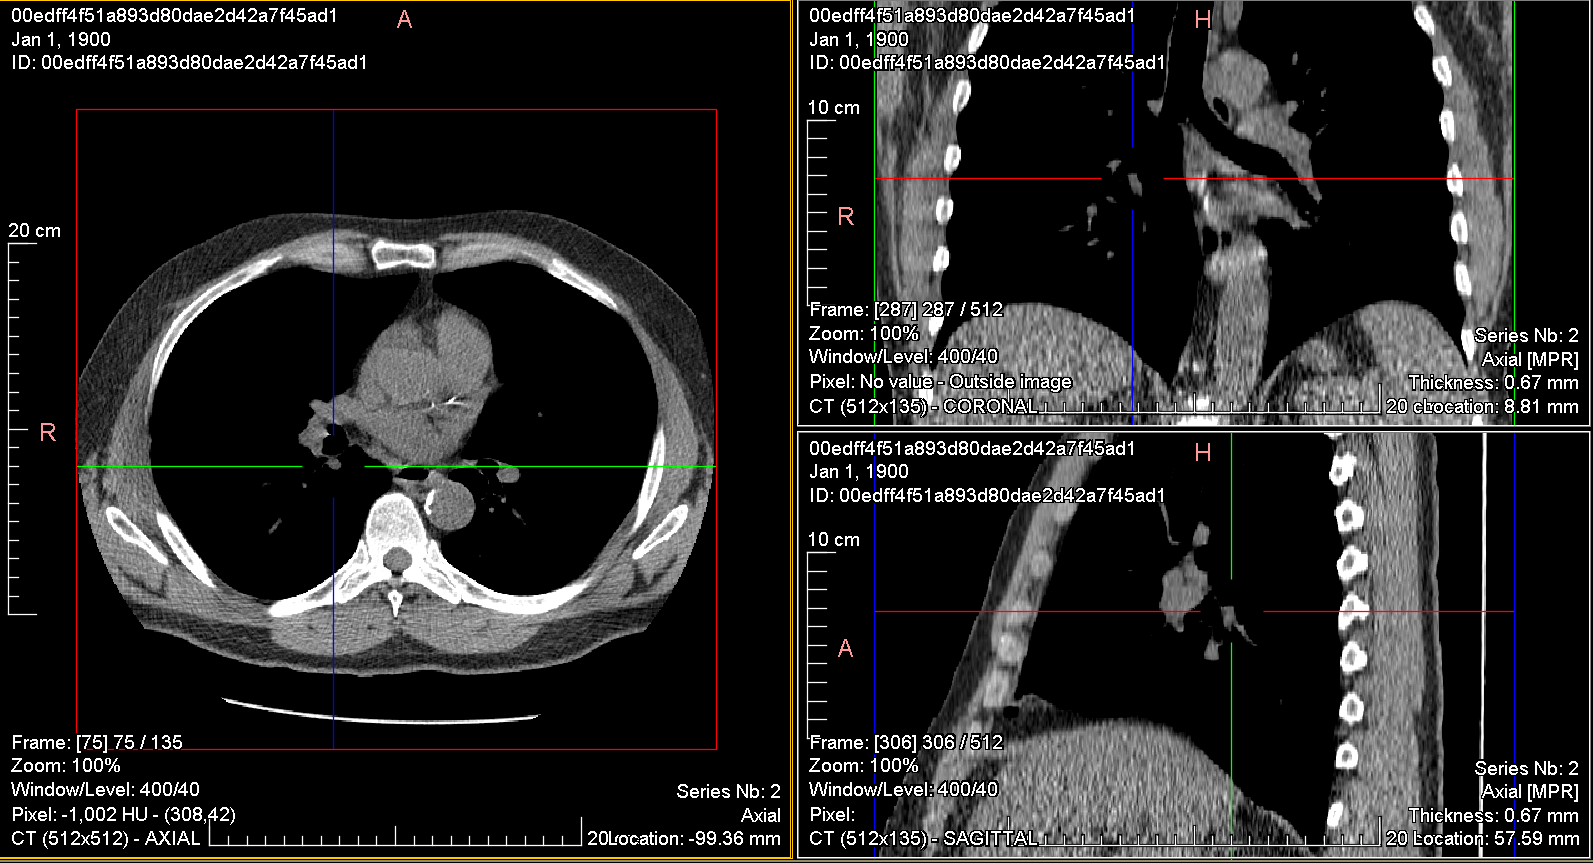 00edff4f51a893d80dae2d42a7f45ad1
Jan 1, 1900
ID: 00edff4f51a893d80dae2d42a7f45ad1
A
20 cm
R
Frame: [75] 75 / 135
Zoom: 100%
Window/Level: 400/40
Pixel: -1,002 HU - (308,42)
CT (512x512) - AXIAL
Series Nb: 2
Axial
20
Location: -99.36 mm
00edff4f51a893d80dae2d42a7f45ad1
Jan 1, 1900
ID: 00edff4f51a893d80dae2d42a7f45ad1
H
10 cm
R
Frame: [287] 287 / 512
Zoom: 100%
Window/Level: 400/40
Pixel: No value - Outside image
CT (512x135) - CORONAL
Series Nb: 2
Axial [MPR]
Thickness: 0.67 mm
20 c
Location: 8.81 mm
00edff4f51a893d80dae2d42a7f45ad1
Jan 1, 1900
ID: 00edff4f51a893d80dae2d42a7f45ad1
H
10 cm
A
Frame: [306] 306 / 512
Zoom: 100%
Window/Level: 400/40
Pixel:
CT (512x135) - SAGITTAL
Series Nb: 2
Axial [MPR]
Thickness: 0.67 mm
20
Location: 57.59 mm